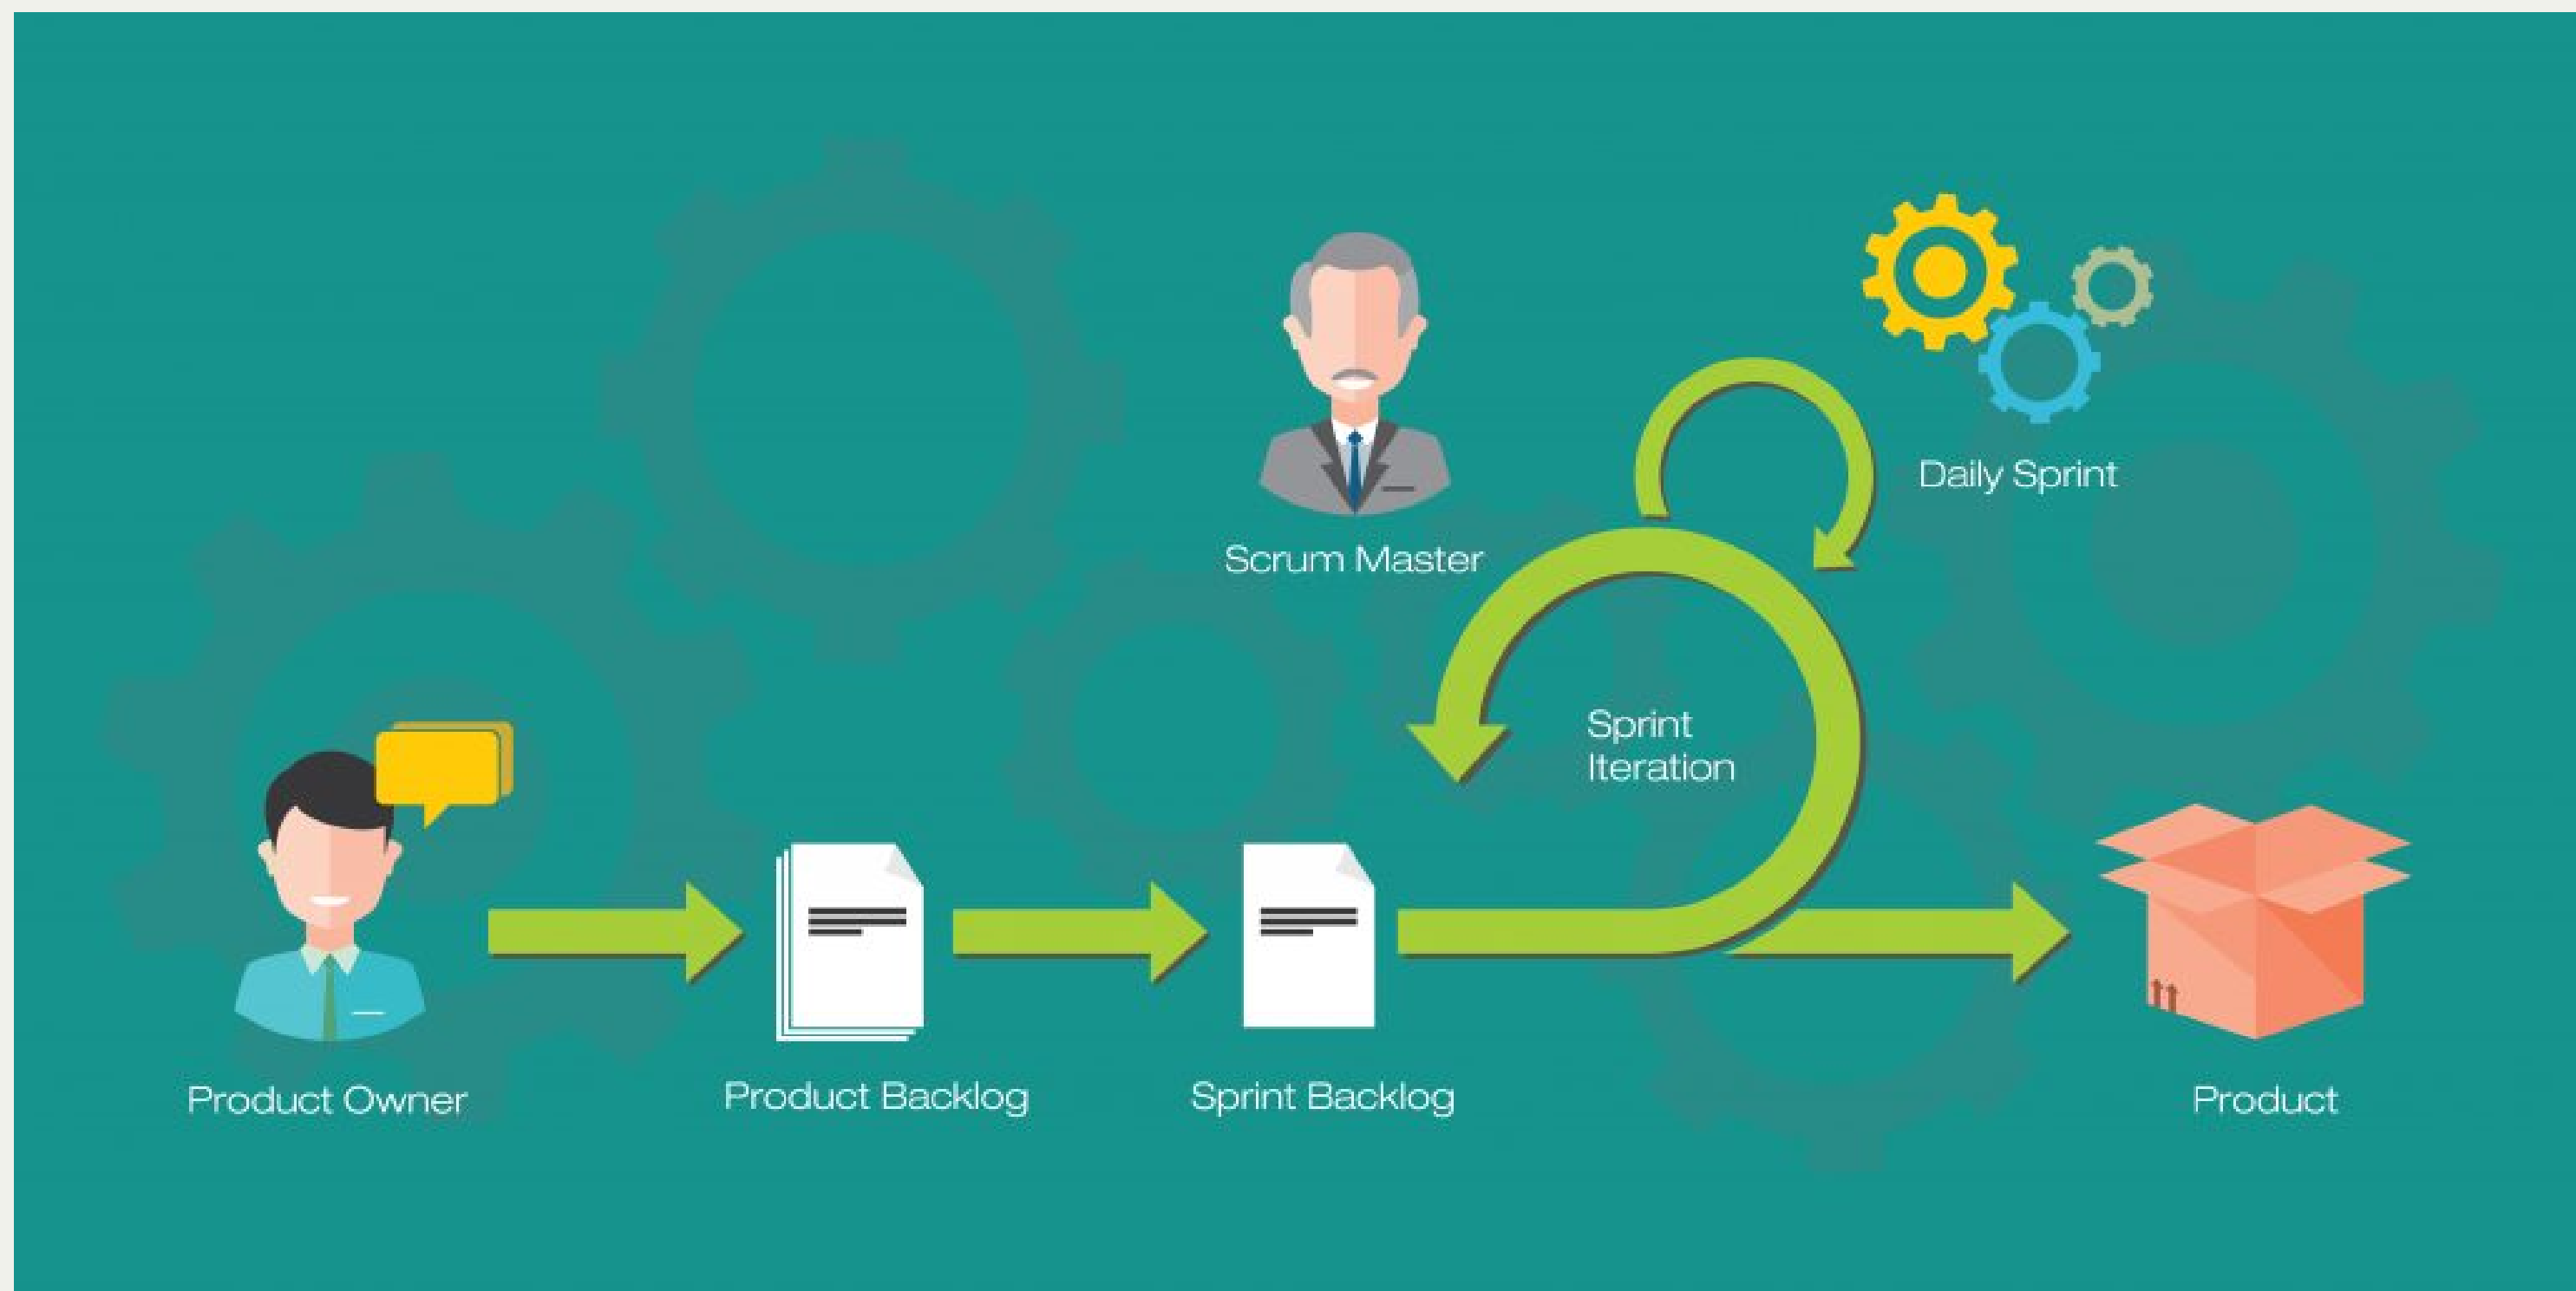 Daily Sprint
Scrum Master
Sprint
Iteration
Product Owner
Product Backlog
Sprint Backlog
Product